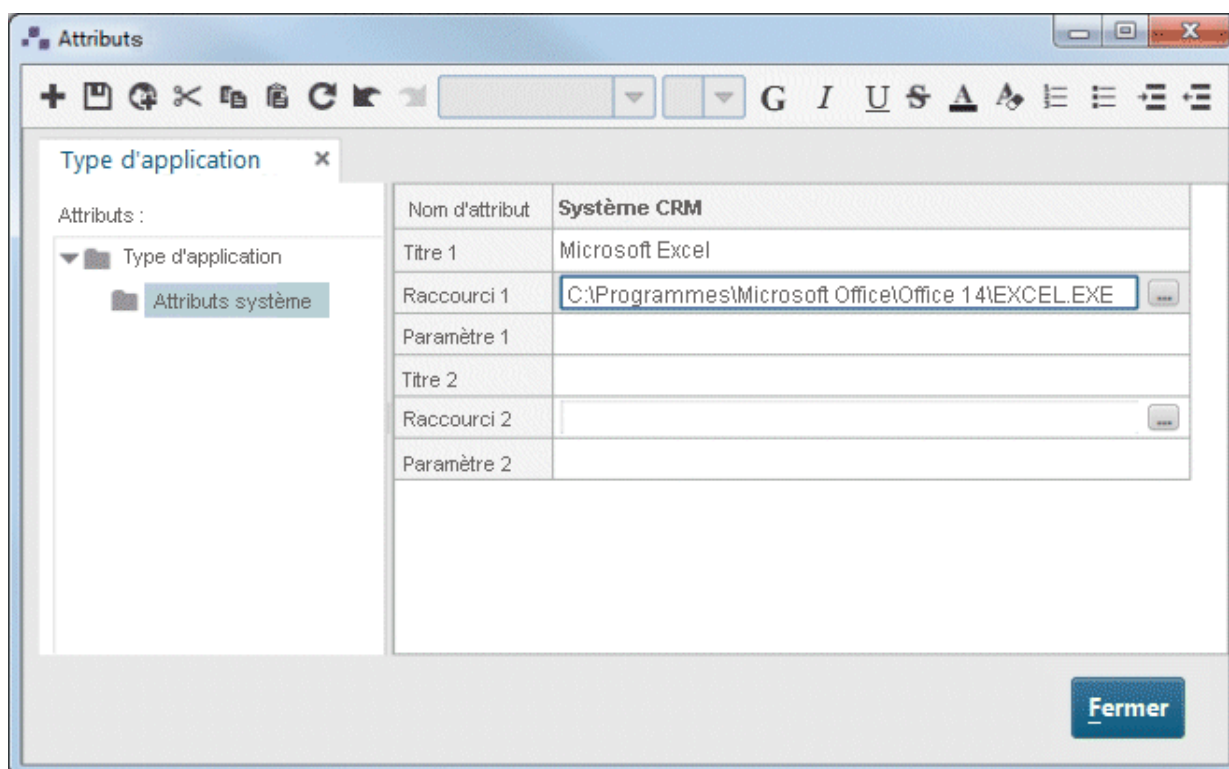 Attributs
G I U S A
Type d'application
Attributs :
Type d'application
Attributs système
Nom d'attribut Système CRM
Titre 1 Microsoft Excel
Raccourci 1 C:\Programmes\Microsoft Office\Office 14\EXCEL.EXE ...
Paramètre 1
Titre 2
Raccourci 2 ...
Paramètre 2
Fermer